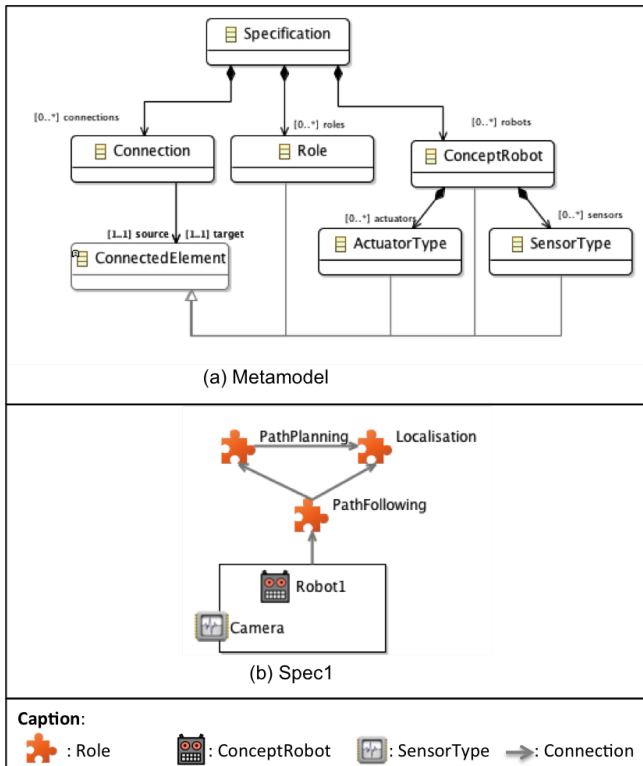 Specification
[0..*] connections
[0..*] roles
[0..*] robots
Connection
Role
ConceptRobot
[1..1] source [1..1] target
[0..*] actuators
[0..*] sensors
ConnectedElement
ActuatorType
SensorType
(a) Metamodel
PathPlanning
Localisation
PathFollowing
Robot1
Camera
(b) Spec1
Caption:
: Role
: ConceptRobot
: SensorType
: Connection